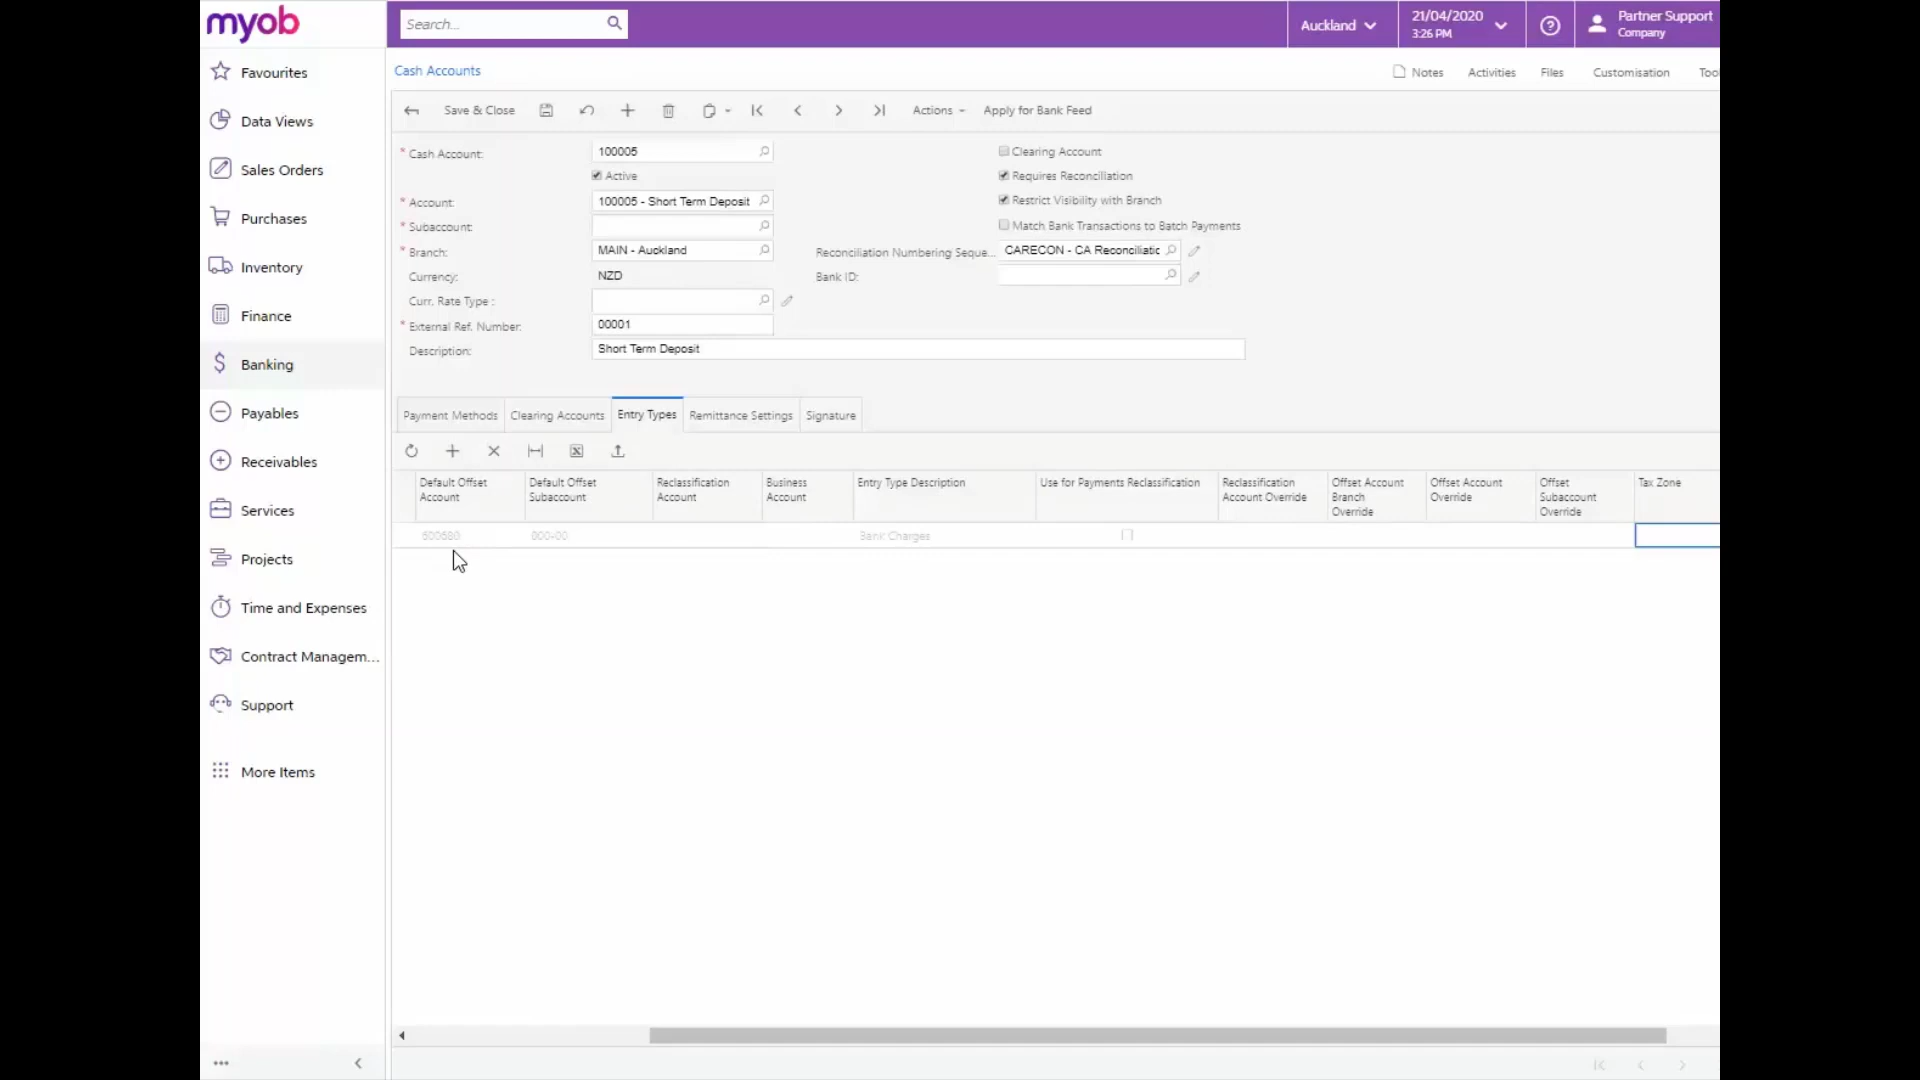 myob
Search...
Auckland
21/04/2020
3:26 PM
Partner Support
Company
Favourites
Data Views
Sales Orders
Purchases
Inventory
Finance
Banking
Payables
Receivables
Services
Projects
Time and Expenses
Contract Managem...
Support
More Items
Cash Accounts
Notes
Activities
Files
Customisation
Too
Save & Close
Actions
Apply for Bank Feed
* Cash Account: 100005
Active
* Account: 100005 - Short Term Deposit
* Subaccount:
* Branch: MAIN - Auckland
Currency: NZD
Curr. Rate Type :
* External Ref. Number: 00001
Description: Short Term Deposit
Clearing Account
Requires Reconciliation
Restrict Visibility with Branch
Match Bank Transactions to Batch Payments
Reconciliation Numbering Seque... CARECON - CA Reconciliatic
Bank ID:
Payment Methods
Clearing Accounts
Entry Types
Remittance Settings
Signature
Default Offset
Account
Default Offset
Subaccount
Reclassification
Account
Business
Account
Entry Type Description
Use for Payments Reclassification
Reclassification
Account Override
Offset Account
Branch
Override
Offset Account
Override
Offset
Subaccount
Override
Tax Zone
000-00
Bank Charges